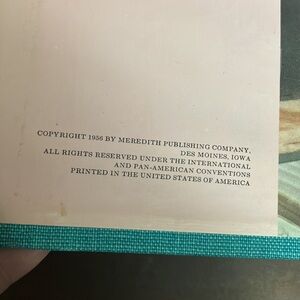 COPYRIGHT 1956 BY MEREDITH PUBLISHING COMPANY,
DES MOINES, IOWA
ALL RIGHTS RESERVED UNDER THE INTERNATIONAL
AND PAN-AMERICAN CONVENTIONS
PRINTED IN THE UNITED STATES OF AMERICA